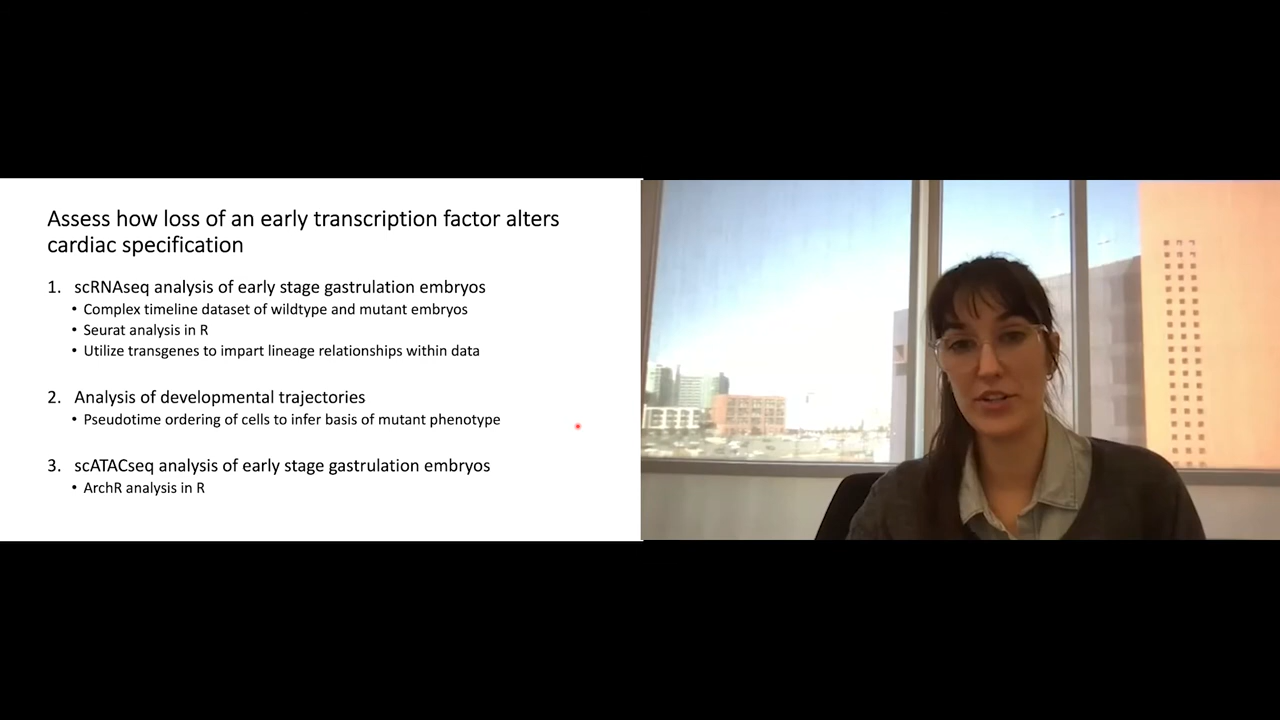 Assess how loss of an early transcription factor alters
cardiac specification
1. scRNAseq analysis of early stage gastrulation embryos
• Complex timeline dataset of wildtype and mutant embryos
• Seurat analysis in R
• Utilize transgenes to impart lineage relationships within data
2. Analysis of developmental trajectories
• Pseudotime ordering of cells to infer basis of mutant phenotype
3. scATACseq analysis of early stage gastrulation embryos
• ArchR analysis in R